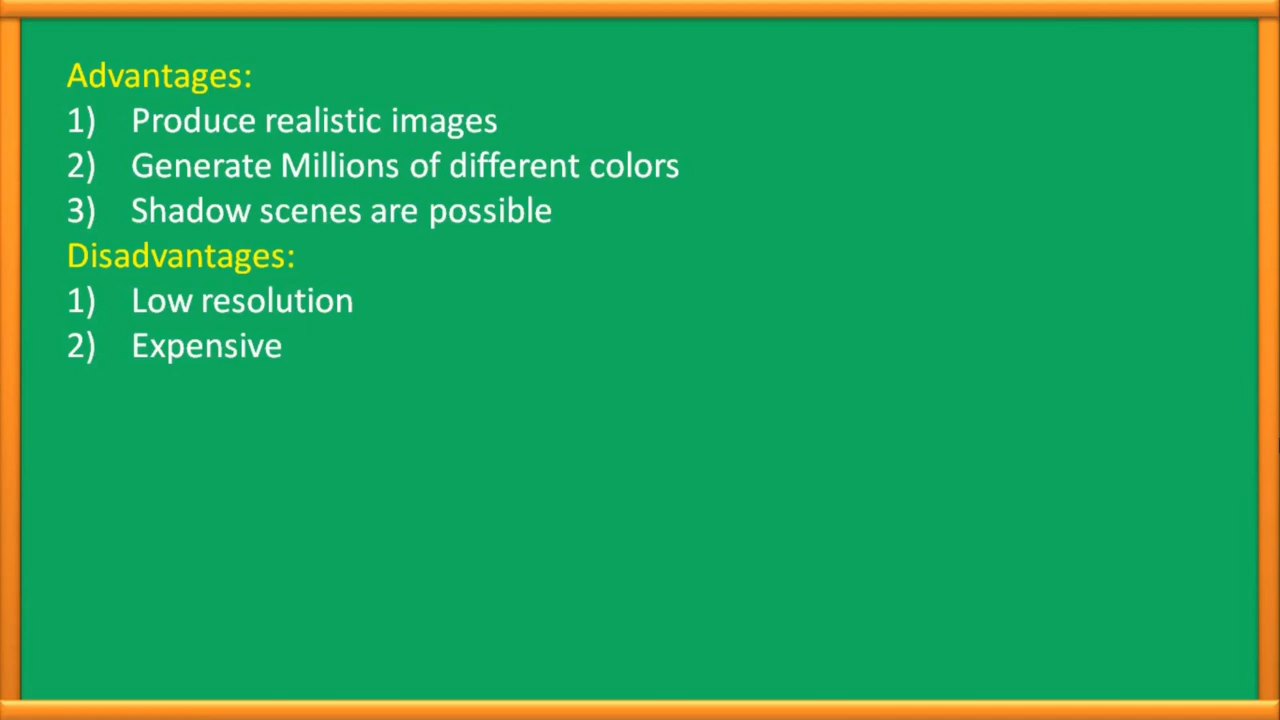 Advantages:
1) Produce realistic images
2) Generate Millions of different colors
3) Shadow scenes are possible
Disadvantages:
1) Low resolution
2) Expensive